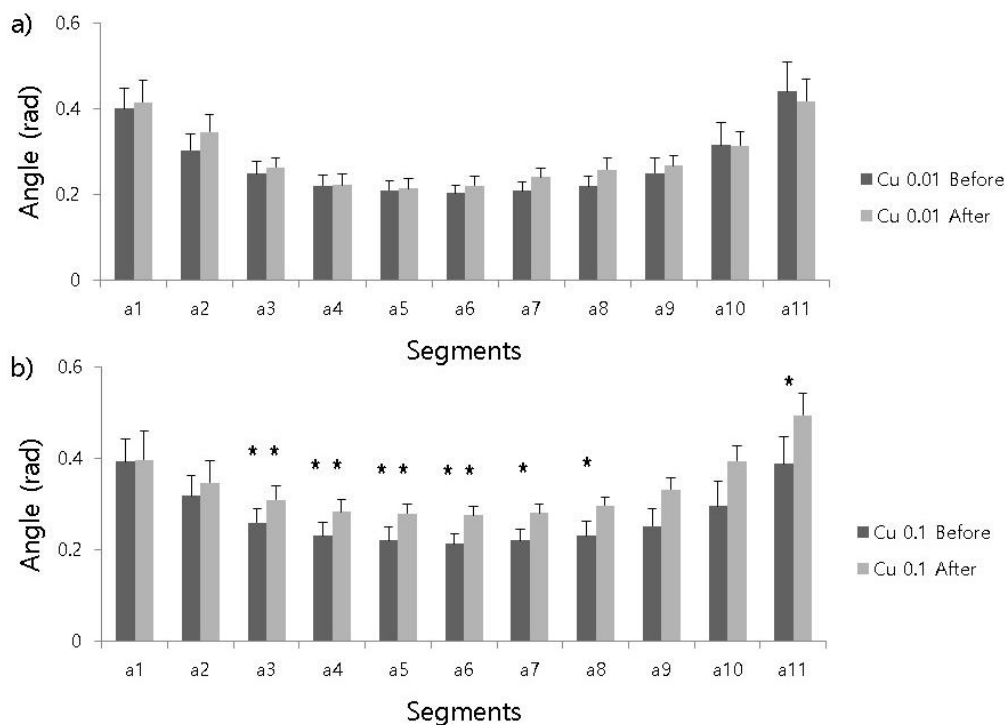 a)
0.6
0.4
0.2
0
Angle (rad)
a1 a2 a3 a4 a5 a6 a7 a8 a9 a10 a11
Segments
Cu 0.01 Before
Cu 0.01 After
b)
0.6
0.4
0.2
0
Angle (rad)
*
* * * * * * * * * *
a1 a2 a3 a4 a5 a6 a7 a8 a9 a10 a11
Segments
Cu 0.1 Before
Cu 0.1 After